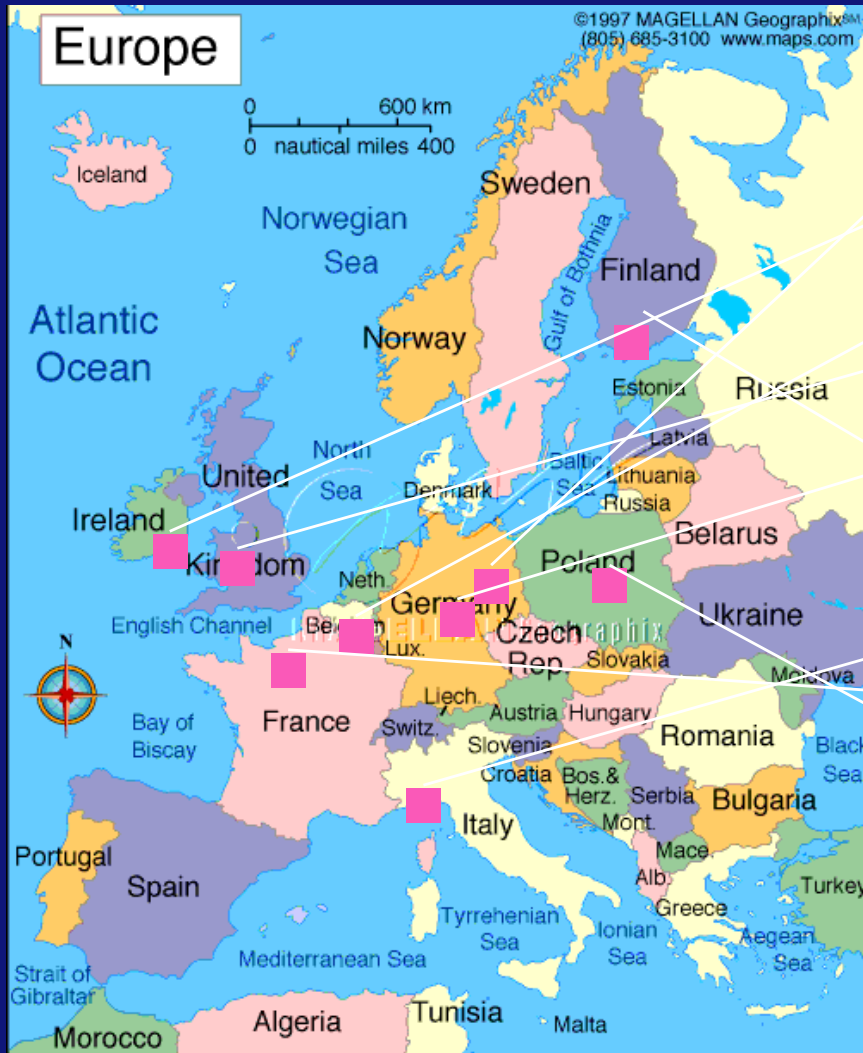 ©1997 MAGELLAN Geographix℠
(805) 685-3100 www.maps.com
Europe
0 600 km
0 nautical miles 400
Iceland
Sweden
Norwegian
Sea
Gulf of Bothnia
Finland
Atlantic
Ocean
Norway
Estonia
Russia
Latvia
North
Sea
United
Kingdom
Baltic
Sea
Lithuania
Russia
Denmark
Ireland
Belarus
Poland
Neth.
Germany
Ukraine
English Channel
Belgium
Lux.
Czech
Rep.
Slovakia
N
Moldova
Liech.
Austria
Hungary
France
Switz.
Bay of
Biscay
Slovenia
Romania
Black
Sea
Croatia
Bos.&
Herz.
Serbia
Bulgaria
Italy
Mont.
Mace.
Portugal
Spain
Alb.
Turkey
Greece
Tyrrehenian
Sea
Ionian
Sea
Aegean
Sea
Mediterranean Sea
Strait of
Gibraltar
Tunisia
Algeria
Malta
Morocco